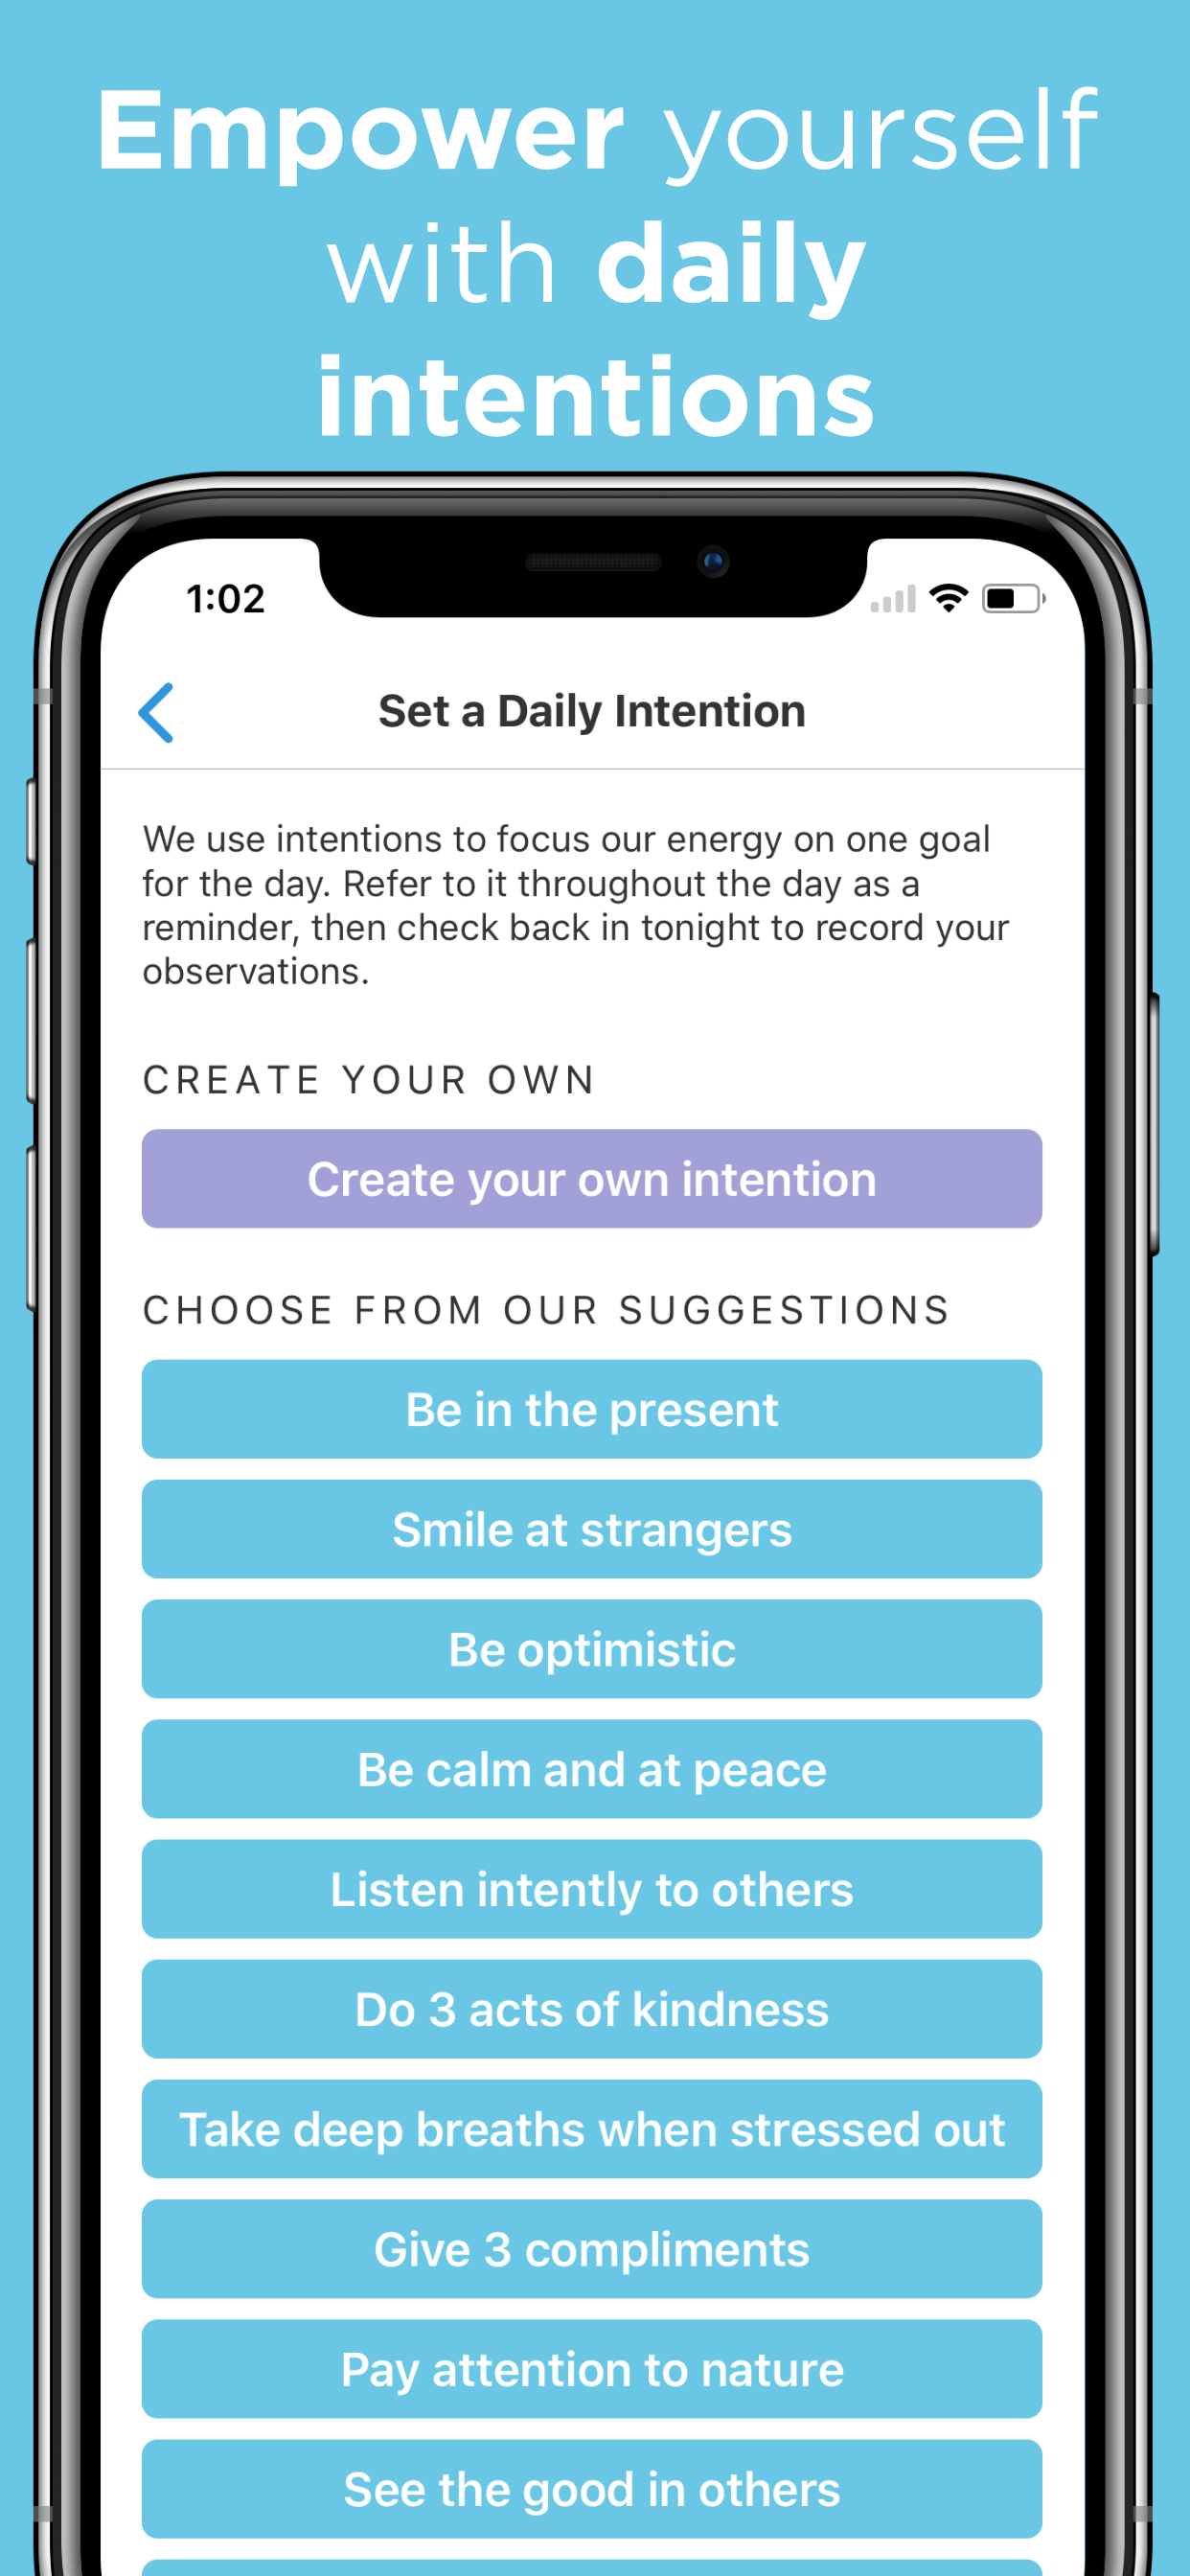 Empower yourself
with daily
intentions
1:02
Set a Daily Intention
We use intentions to focus our energy on one goal
for the day. Refer to it throughout the day as a
reminder, then check back in tonight to record your
observations.
CREATE YOUR OWN
Create your own intention
CHOOSE FROM OUR SUGGESTIONS
Be in the present
Smile at strangers
Be optimistic
Be calm and at peace
Listen intently to others
Do 3 acts of kindness
Take deep breaths when stressed out
Give 3 compliments
Pay attention to nature
See the good in others